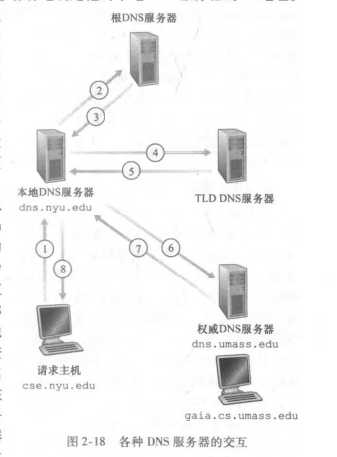 根DNS服务器
2
3
4
5
本地DNS服务器
dns.nyu.edu
TLD DNS服务器
1
8
7
6
请求主机
cse.nyu.edu
权威DNS服务器
dns.umass.edu
gaia.cs.umass.edu
图 2-18 各种 DNS 服务器的交互